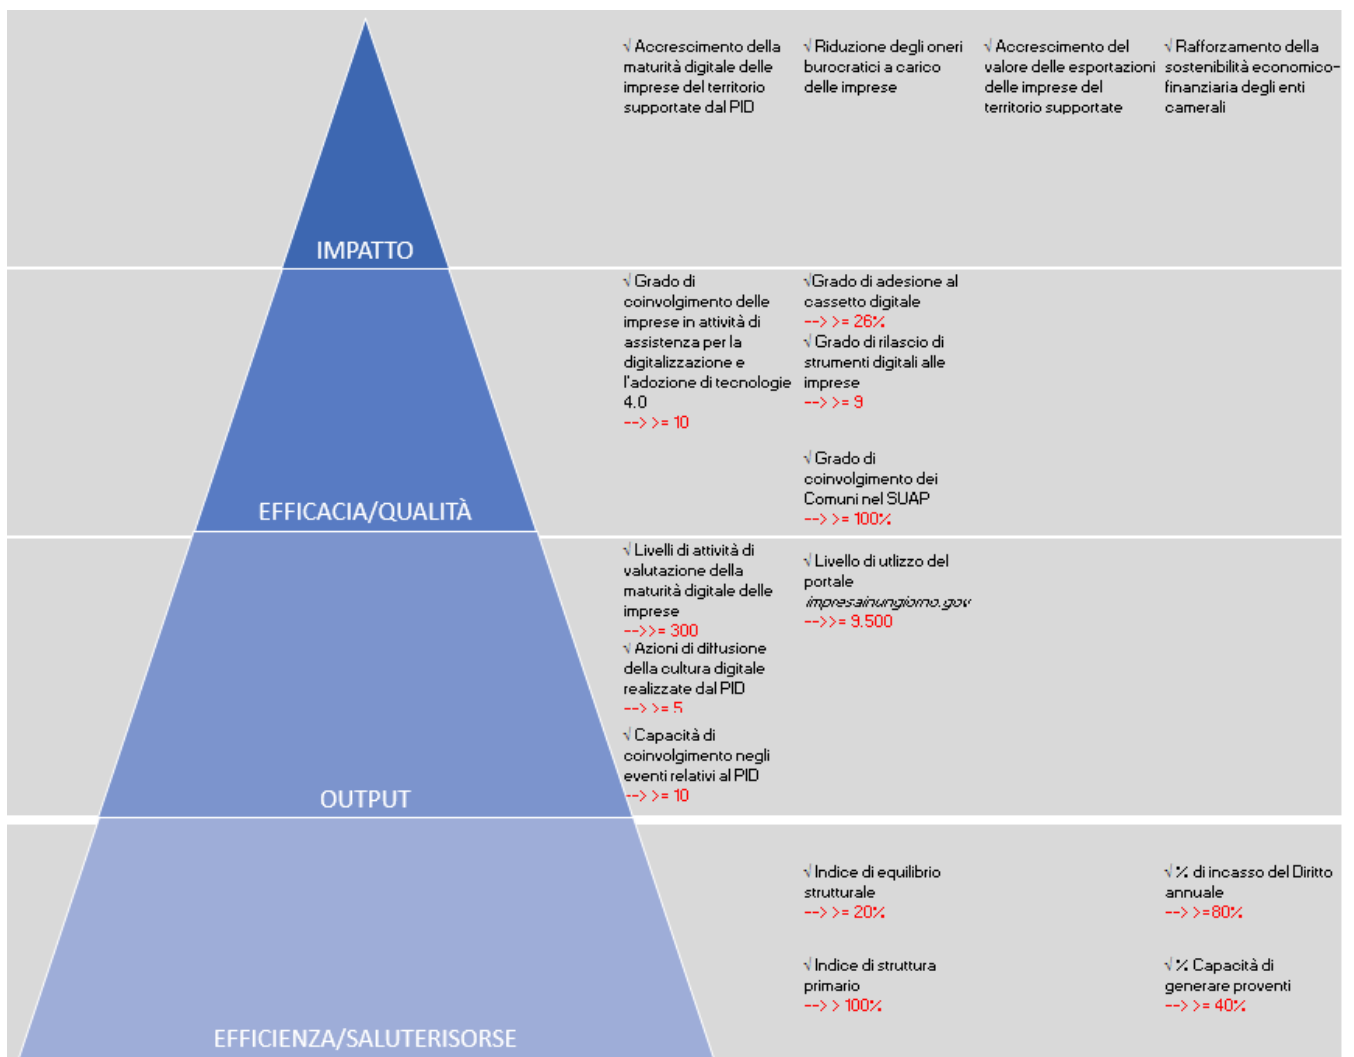 √ Accrescimento della
maturità digitale delle
imprese del territorio
supportate dal PID
√ Riduzione degli oneri
burocratici a carico
delle imprese
√ Accrescimento del
valore delle esportazioni
delle imprese del
territorio supportate
√ Rafforzamento della
sostenibilità economico-
finanziaria degli enti
camerali
IMPATTO
√ Grado di
coinvolgimento delle
imprese in attività di
assistenza per la
digitalizzazione e
l'adozione di tecnologie
4.0
--> >= 10
√Grado di adesione al
cassetto digitale
--> >= 26%
√ Grado di rilascio di
strumenti digitali alle
imprese
--> >= 9
√ Grado di
coinvolgimento dei
Comuni nel SUAP
--> >= 100%
EFFICACIA/QUALITÀ
√ Livelli di attività di
valutazione della
maturità digitale delle
imprese
-->>= 300
√ Azioni di diffusione
della cultura digitale
realizzate dal PID
--> >= 5
√ Capacità di
coinvolgimento negli
eventi relativi al PID
--> >= 10
√ Livello di utlizzo del
portale
impresainungiorno.gov
-->>= 9.500
OUTPUT
√ Indice di equilibrio
strutturale
--> >= 20%
√ Indice di struttura
primario
--> > 100%
√ % di incasso del Diritto
annuale
--> >=80%
√ % Capacità di
generare proventi
--> >= 40%
EFFICIENZA/SALUTERISORSE